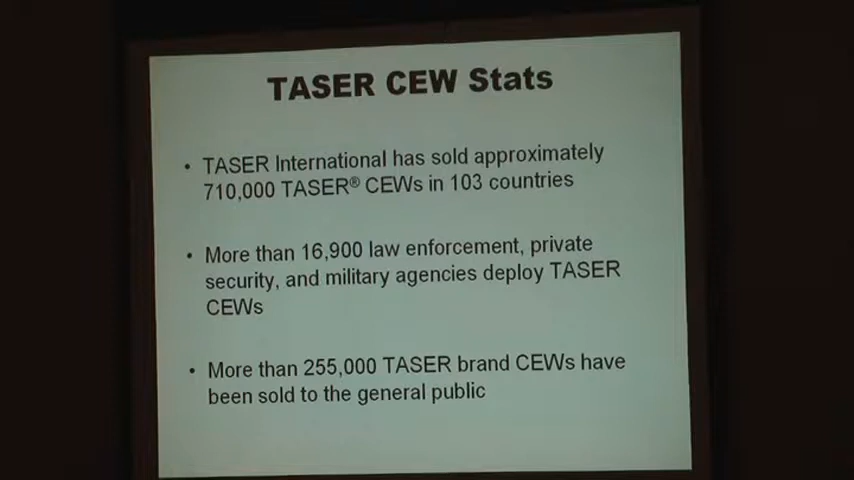 TASER CEW Stats
• TASER International has sold approximately
710,000 TASER® CEWs in 103 countries
• More than 16,900 law enforcement, private
security, and military agencies deploy TASER
CEWs
• More than 255,000 TASER brand CEWs have
been sold to the general public